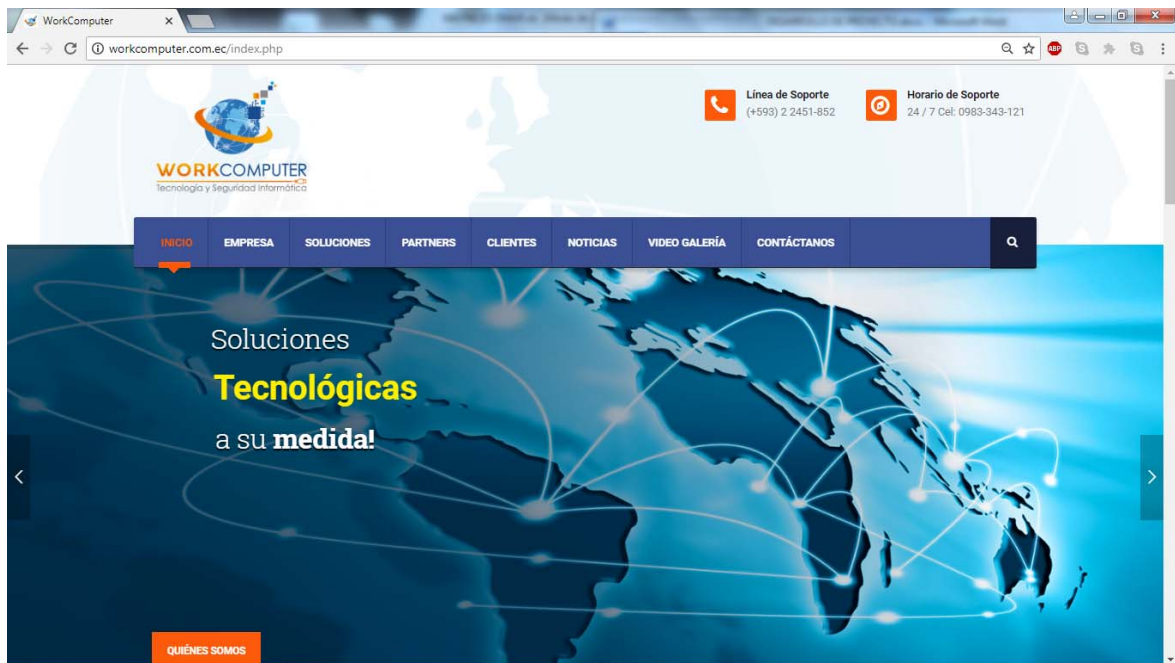 WorkComputer
workcomputer.com.ec/index.php
ABP
WORKCOMPUTER
Tecnología y Seguridad Informática
Línea de Soporte
(+593) 2 2451-852
Horario de Soporte
24 / 7 Cel: 0983-343-121
INICIO EMPRESA SOLUCIONES PARTNERS CLIENTES NOTICIAS VIDEO GALERÍA CONTÁCTANOS
Soluciones
Tecnológicas
a su medida!
QUIÉNES SOMOS